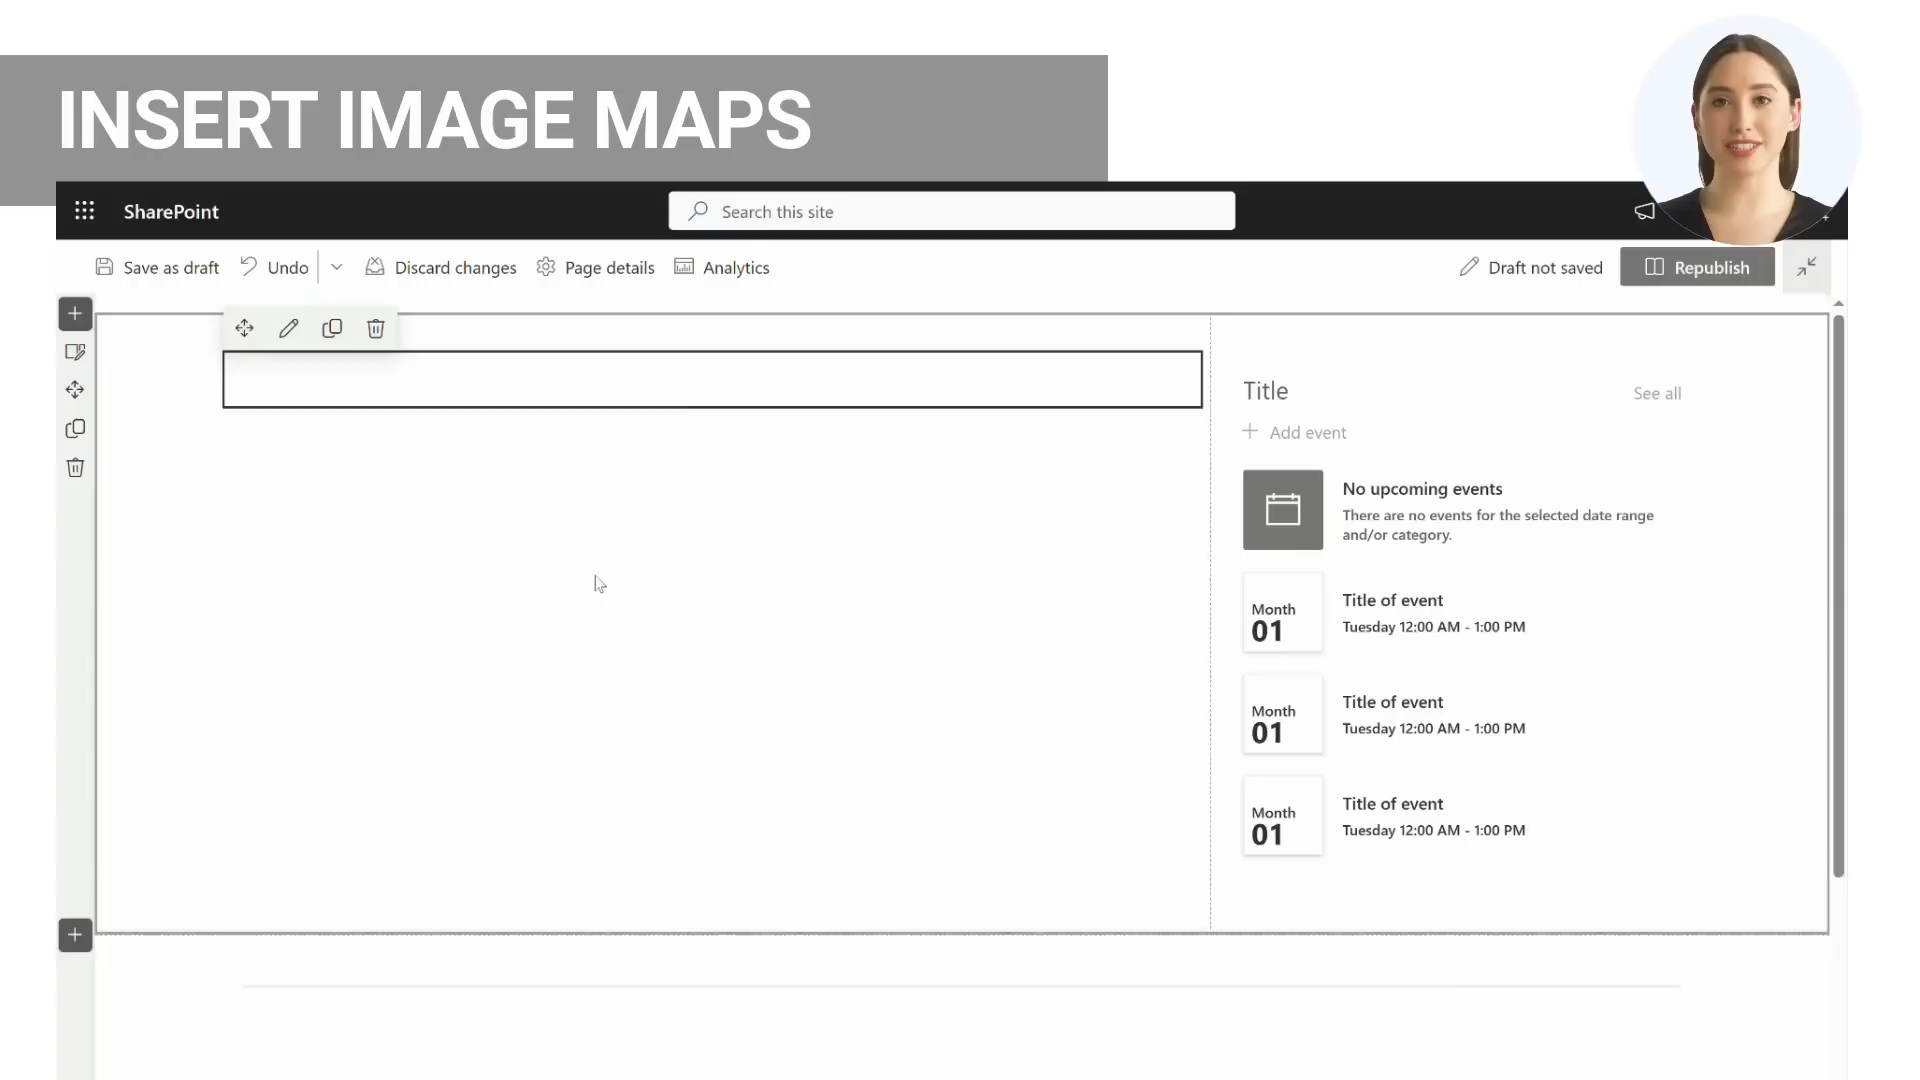 INSERT IMAGE MAPS
SharePoint
Search this site
Save as draft
Undo
Discard changes
Page details
Analytics
Draft not saved
Republish
Title
See all
Add event
No upcoming events
There are no events for the selected date range
and/or category.
Month
01
Title of event
Tuesday 12:00 AM - 1:00 PM
Month
01
Title of event
Tuesday 12:00 AM - 1:00 PM
Month
01
Title of event
Tuesday 12:00 AM - 1:00 PM